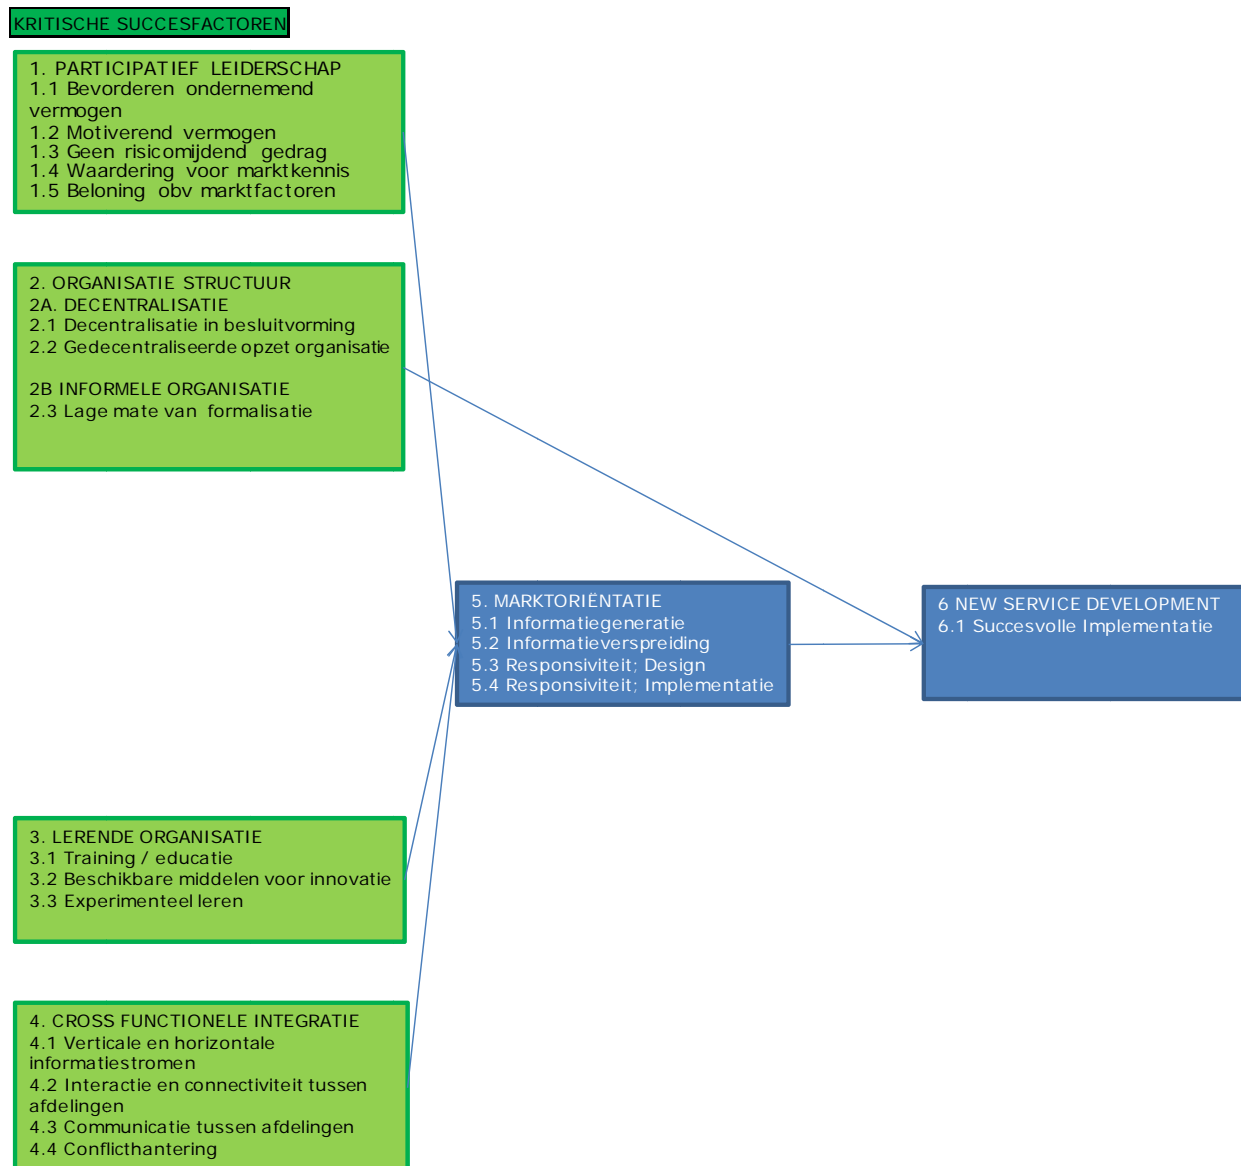 KRITISCHE SUCCESFACTOREN
1. PARTICIPATIEF LEIDERSCHAP
1.1 Bevorderen ondernemend
vermogen
1.2 Motiverend vermogen
1.3 Geen risicomijdend gedrag
1.4 Waardering voor marktkennis
1.5 Beloning obv marktfactoren
2. ORGANISATIE STRUCTUUR
2A. DECENTRALISATIE
2.1 Decentralisatie in besluitvorming
2.2 Gedecentraliseerde opzet organisatie
2B INFORMELE ORGANISATIE
2.3 Lage mate van formalisatie
5. MARKTORIËNTATIE
5.1 Informatiegeneratie
5.2 Informatieverspreiding
5.3 Responsiviteit; Design
5.4 Responsiviteit; Implementatie
6 NEW SERVICE DEVELOPMENT
6.1 Succesvolle Implementatie
3. LERENDE ORGANISATIE
3.1 Training / educatie
3.2 Beschikbare middelen voor innovatie
3.3 Experimenteel leren
4. CROSS FUNCTIONELE INTEGRATIE
4.1 Verticale en horizontale
informatiestromen
4.2 Interactie en connectiviteit tussen
afdelingen
4.3 Communicatie tussen afdelingen
4.4 Conflicthantering